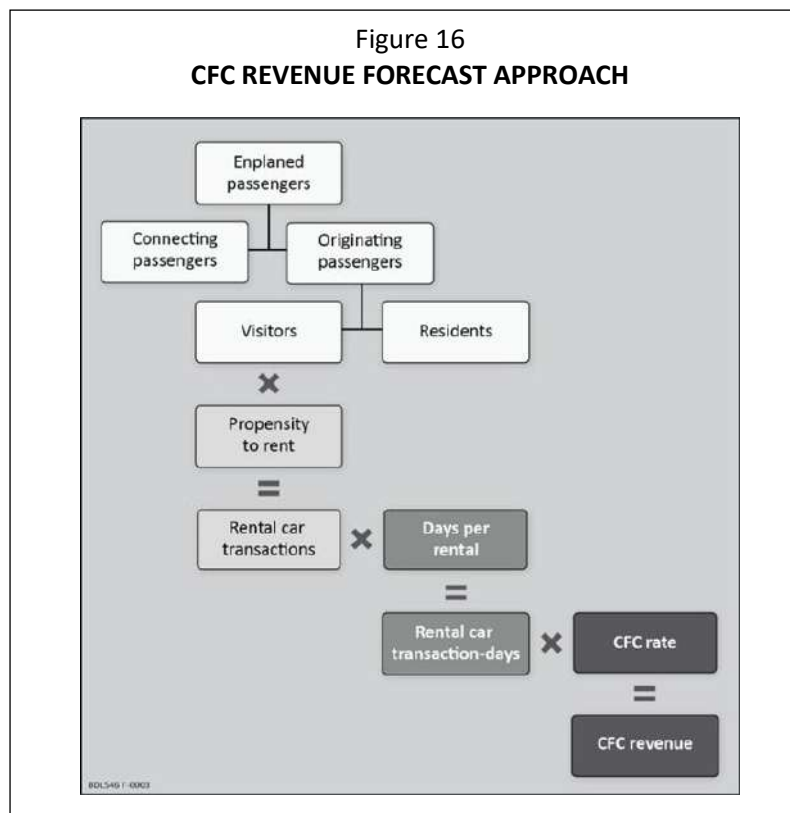 Figure 16
CFC REVENUE FORECAST APPROACH
Enplaned
passengers
Connecting
passengers
Originating
passengers
Visitors
Residents
×
Propensity
to rent
=
Rental car
transactions
×
Days per
rental
=
Rental car
transaction-days
×
CFC rate
=
CFC revenue